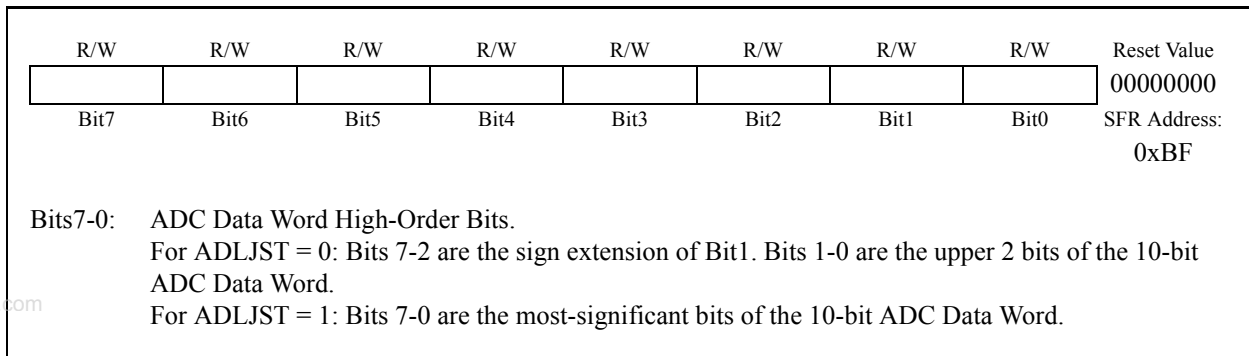 R/W R/W R/W R/W R/W R/W R/W R/W Reset Value
00000000
Bit7 Bit6 Bit5 Bit4 Bit3 Bit2 Bit1 Bit0 SFR Address:
0xBF
Bits7-0: ADC Data Word High-Order Bits.
For ADLJST = 0: Bits 7-2 are the sign extension of Bit1. Bits 1-0 are the upper 2 bits of the 10-bit
ADC Data Word.
com
For ADLJST = 1: Bits 7-0 are the most-significant bits of the 10-bit ADC Data Word.